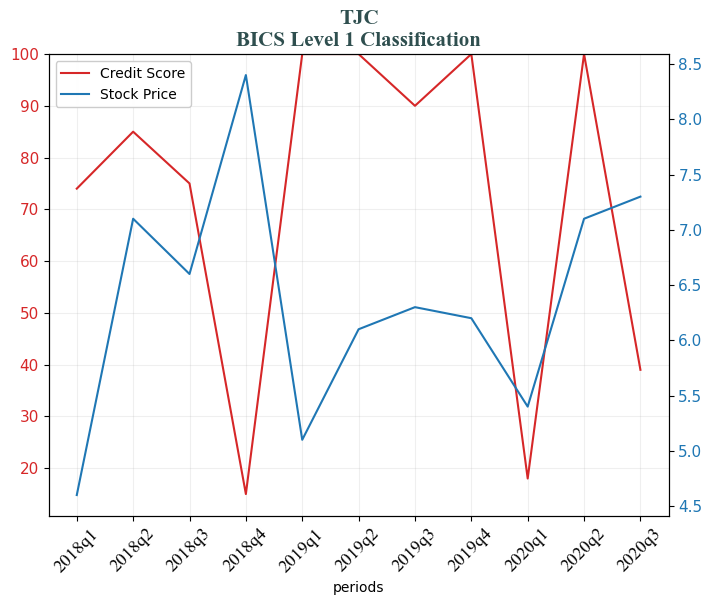 TJC
BICS Level 1 Classification
Credit Score
Stock Price
100
90
80
70
60
50
40
30
20
8.5
8.0
7.5
7.0
6.5
6.0
5.5
5.0
4.5
2018q1
2018q2
2018q3
2018q4
2019q1
2019q2
2019q3
2019q4
2020q1
2020q2
2020q3
periods